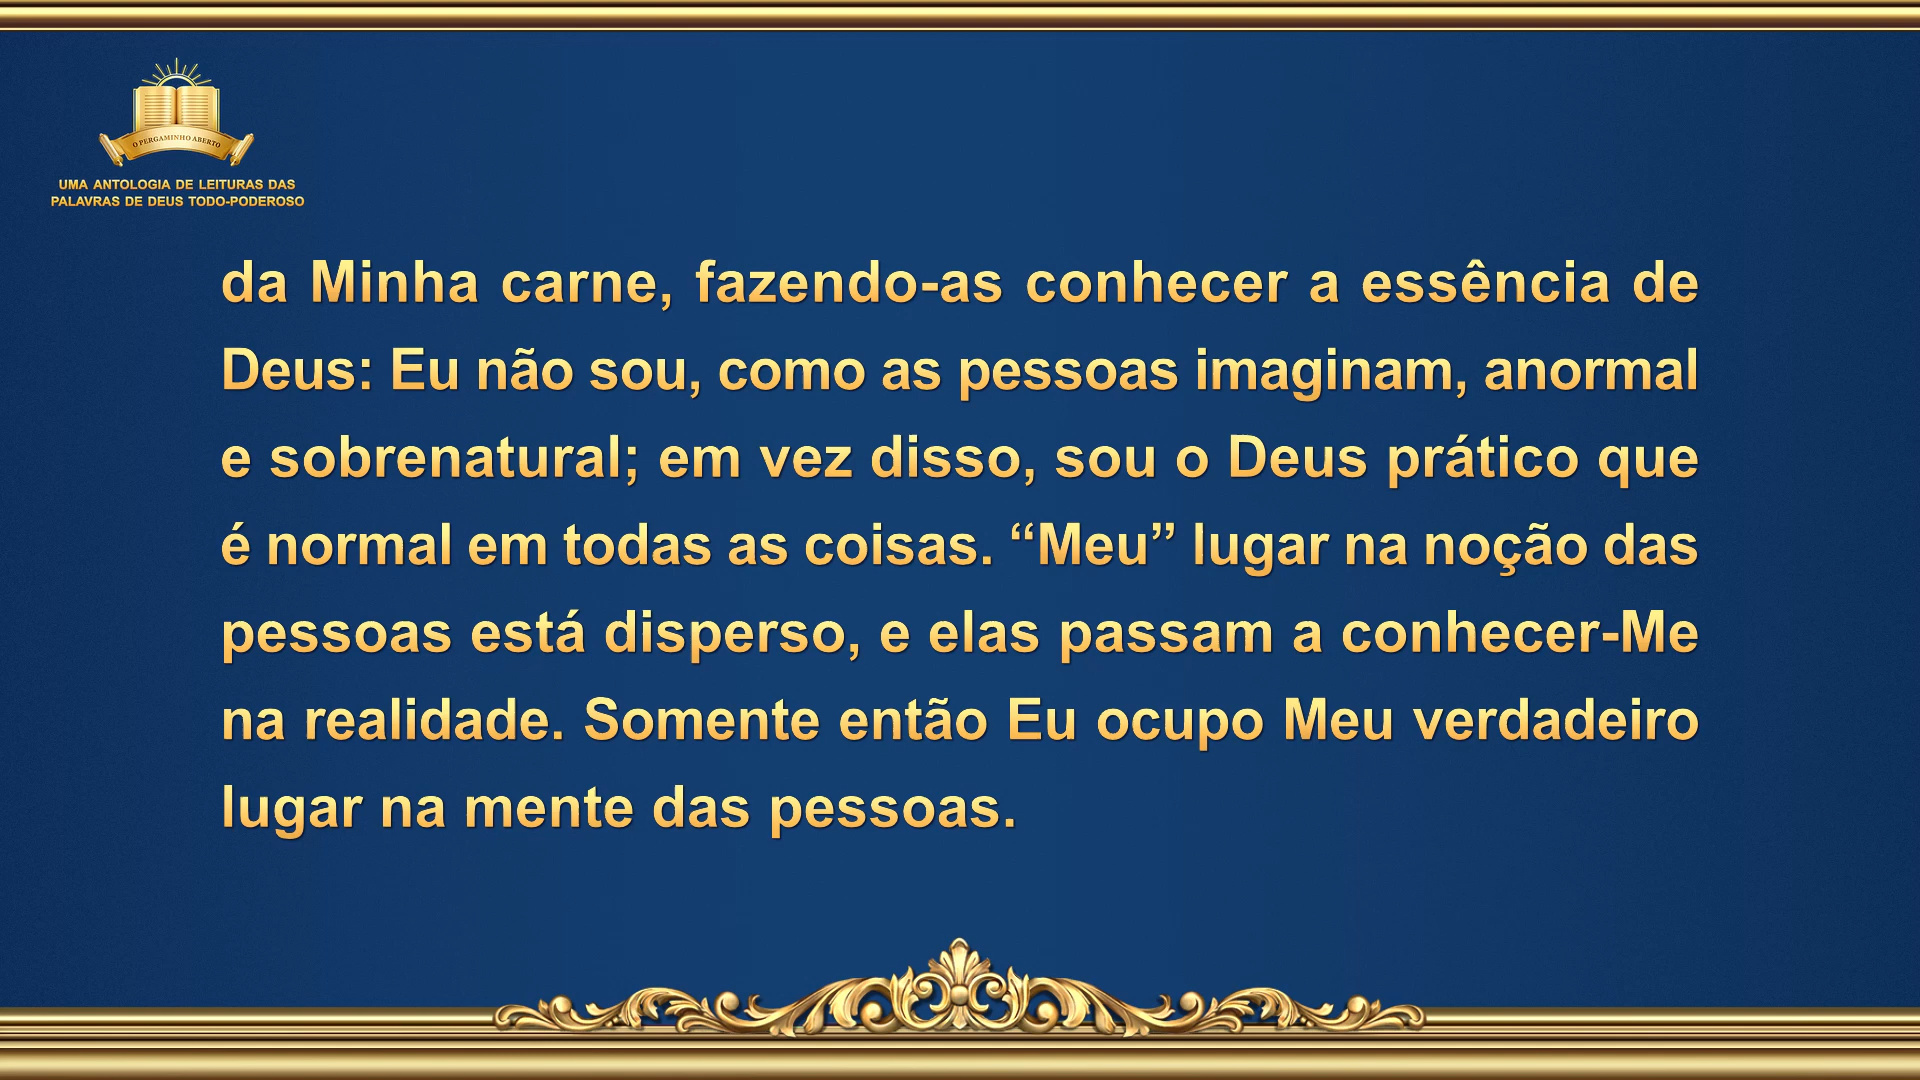 O PERGAMINHO ABERTO
UMA ANTOLOGIA DE LEITURAS DAS
PALAVRAS DE DEUS TODO-PODEROSO
da Minha carne, fazendo-as conhecer a essência de
Deus: Eu não sou, como as pessoas imaginam, anormal
e sobrenatural; em vez disso, sou o Deus prático que
é normal em todas as coisas. “Meu” lugar na noção das
pessoas está disperso, e elas passam a conhecer-Me
na realidade. Somente então Eu ocupo Meu verdadeiro
lugar na mente das pessoas.